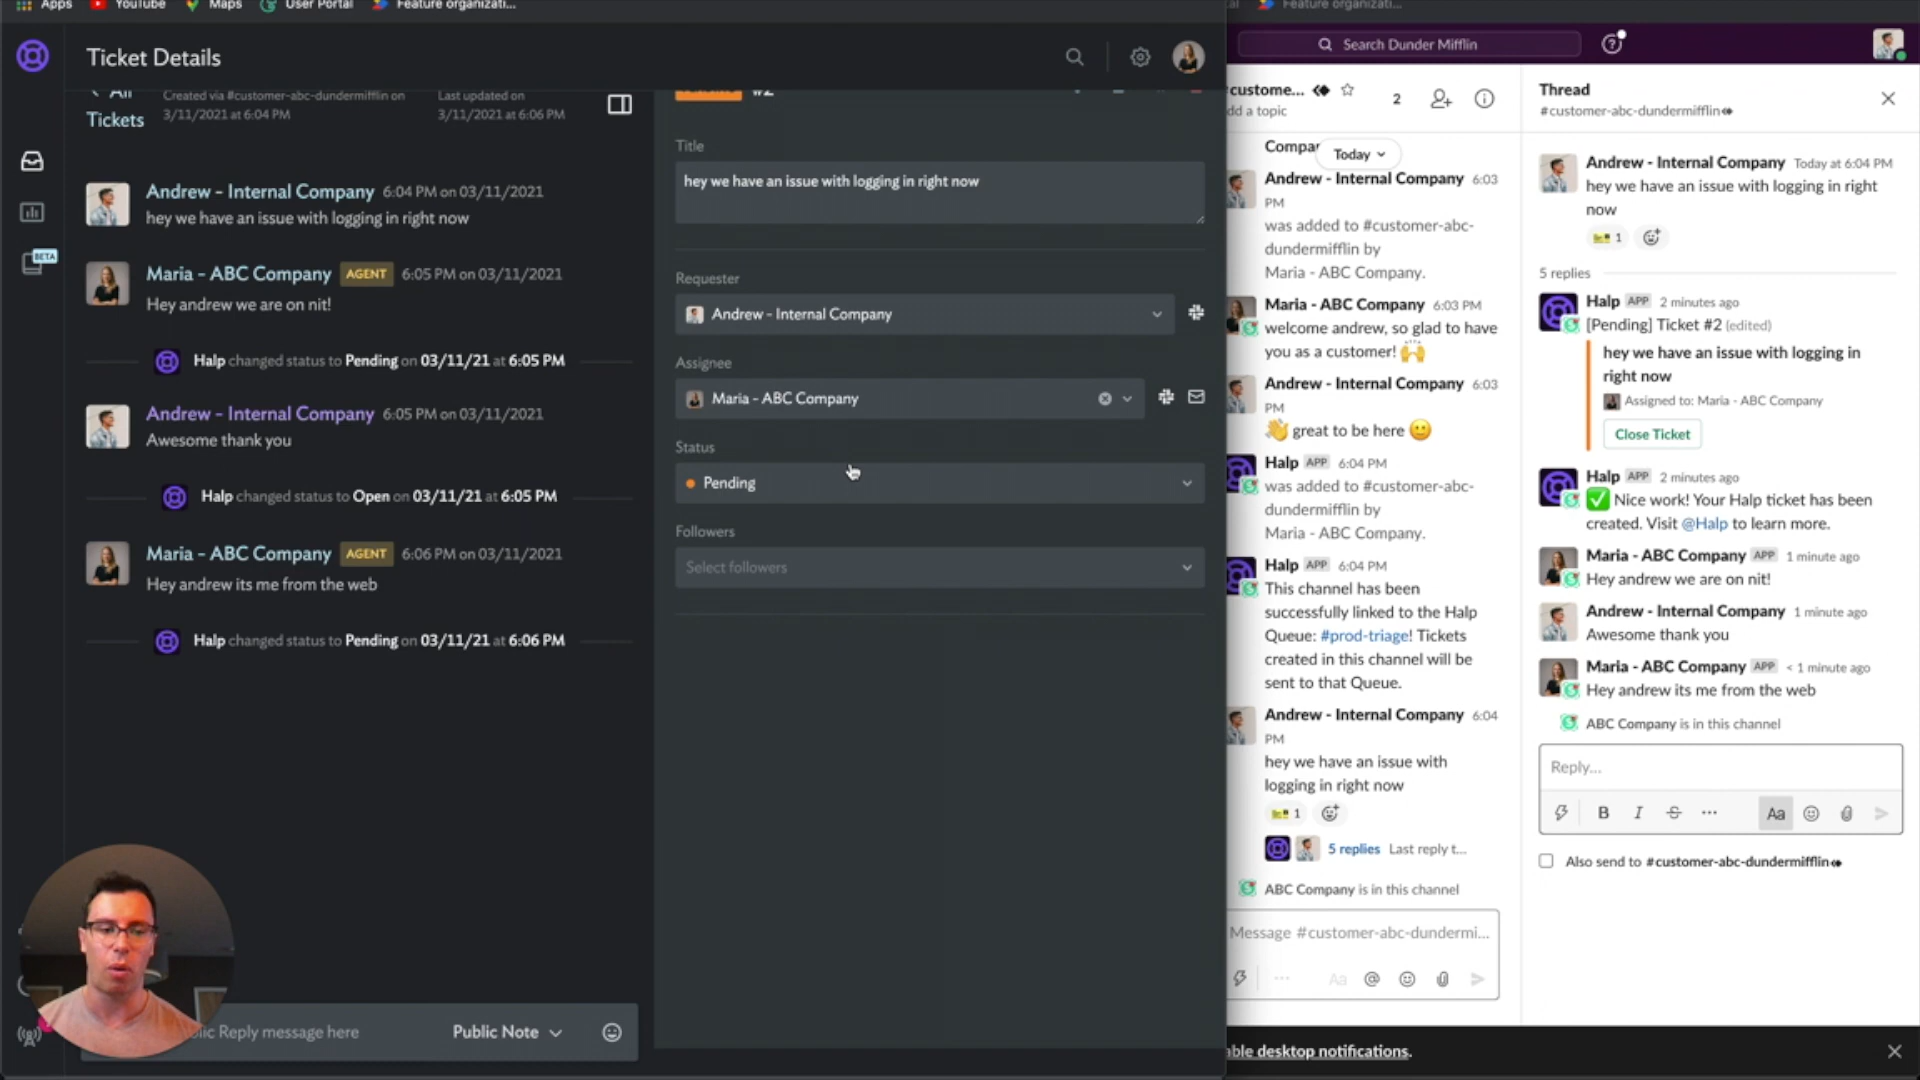 Apps
YouTube
Maps
User Portal
Feature organizati...
Feature organizati...
Ticket Details
Search Dunder Mifflin
All
Tickets
Created via #customer-abc-dundermifflin on
3/11/2021 at 6:04 PM
Last updated on
3/11/2021 at 6:06 PM
BETA
Andrew - Internal Company 6:04 PM on 03/11/2021
hey we have an issue with logging in right now
Maria - ABC Company AGENT 6:05 PM on 03/11/2021
Hey andrew we are on nit!
Halp changed status to Pending on 03/11/21 at 6:05 PM
Andrew - Internal Company 6:05 PM on 03/11/2021
Awesome thank you
Halp changed status to Open on 03/11/21 at 6:05 PM
Maria - ABC Company AGENT 6:06 PM on 03/11/2021
Hey andrew its me from the web
Halp changed status to Pending on 03/11/21 at 6:06 PM
Reply message here
Public Note
#2
Title
hey we have an issue with logging in right now
Requester
Andrew - Internal Company
Assignee
Maria - ABC Company
Status
Pending
Followers
Select followers
custome...
dd a topic
2
Today
Andrew - Internal Company 6:03
PM
was added to #customer-abc-
dundermifflin by
Maria - ABC Company.
Maria - ABC Company 6:03 PM
welcome andrew, so glad to have
you as a customer! 🙌
Andrew - Internal Company 6:03
PM
👋 great to be here 🙂
Halp APP 6:04 PM
was added to #customer-abc-
dundermifflin by
Maria - ABC Company.
Halp APP 6:04 PM
This channel has been
successfully linked to the Halp
Queue: #prod-triage! Tickets
created in this channel will be
sent to that Queue.
Andrew - Internal Company 6:04
PM
hey we have an issue with
logging in right now
1
5 replies Last reply t...
ABC Company is in this channel
Message #customer-abc-dundermi...
Aa @
Thread
#customer-abc-dundermifflin
Andrew - Internal Company Today at 6:04 PM
hey we have an issue with logging in right
now
1
5 replies
Halp APP 2 minutes ago
[Pending] Ticket #2 (edited)
hey we have an issue with logging in
right now
Assigned to: Maria - ABC Company
Close Ticket
Halp APP 2 minutes ago
✅ Nice work! Your Halp ticket has been
created. Visit @Halp to learn more.
Maria - ABC Company APP 1 minute ago
Hey andrew we are on nit!
Andrew - Internal Company 1 minute ago
Awesome thank you
Maria - ABC Company APP < 1 minute ago
Hey andrew its me from the web
ABC Company is in this channel
Reply...
B I S ... Aa
Also send to #customer-abc-dundermifflin
able desktop notifications.